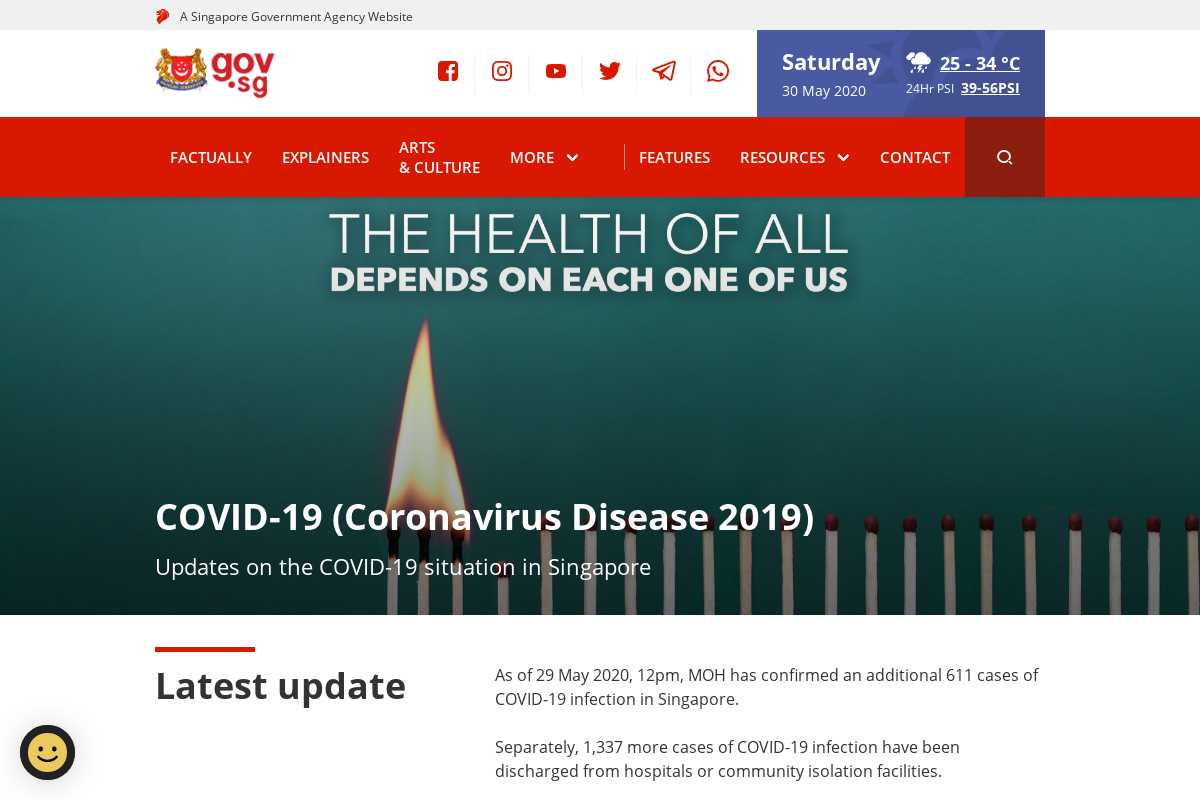 A Singapore Government Agency Website
gov
.sg
Saturday
30 May 2020
25 - 34 °C
24Hr PSI 39-56PSI
FACTUALLY
EXPLAINERS
ARTS
& CULTURE
MORE
FEATURES
RESOURCES
CONTACT
THE HEALTH OF ALL
DEPENDS ON EACH ONE OF US
COVID-19 (Coronavirus Disease 2019)
Updates on the COVID-19 situation in Singapore
Latest update
As of 29 May 2020, 12pm, MOH has confirmed an additional 611 cases of
COVID-19 infection in Singapore.
Separately, 1,337 more cases of COVID-19 infection have been
discharged from hospitals or community isolation facilities.